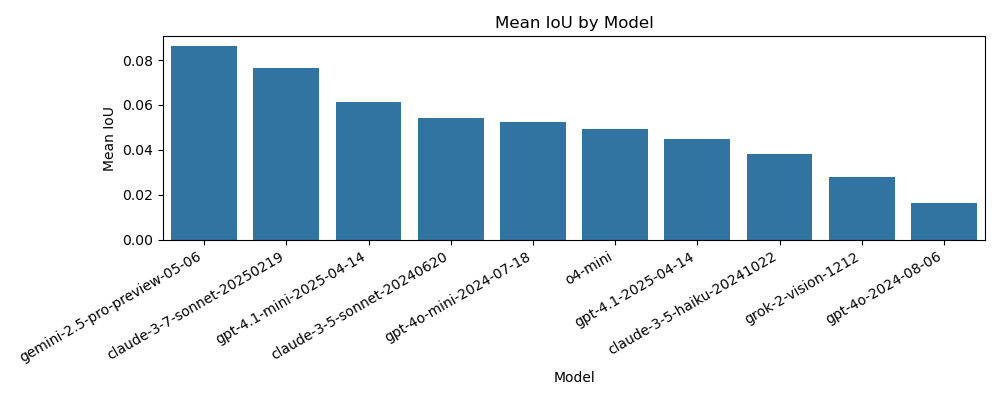 Mean IoU by Model
Mean IoU
0.08
0.06
0.04
0.02
0.00
gemini-2.5-pro-preview-05-06
claude-3-7-sonnet-20250219
gpt-4.1-mini-2025-04-14
claude-3-5-sonnet-20240620
gpt-4o-mini-2024-07-18
o4-mini
gpt-4.1-2025-04-14
claude-3-5-haiku-20241022
grok-2-vision-1212
gpt-4o-2024-08-06
Model